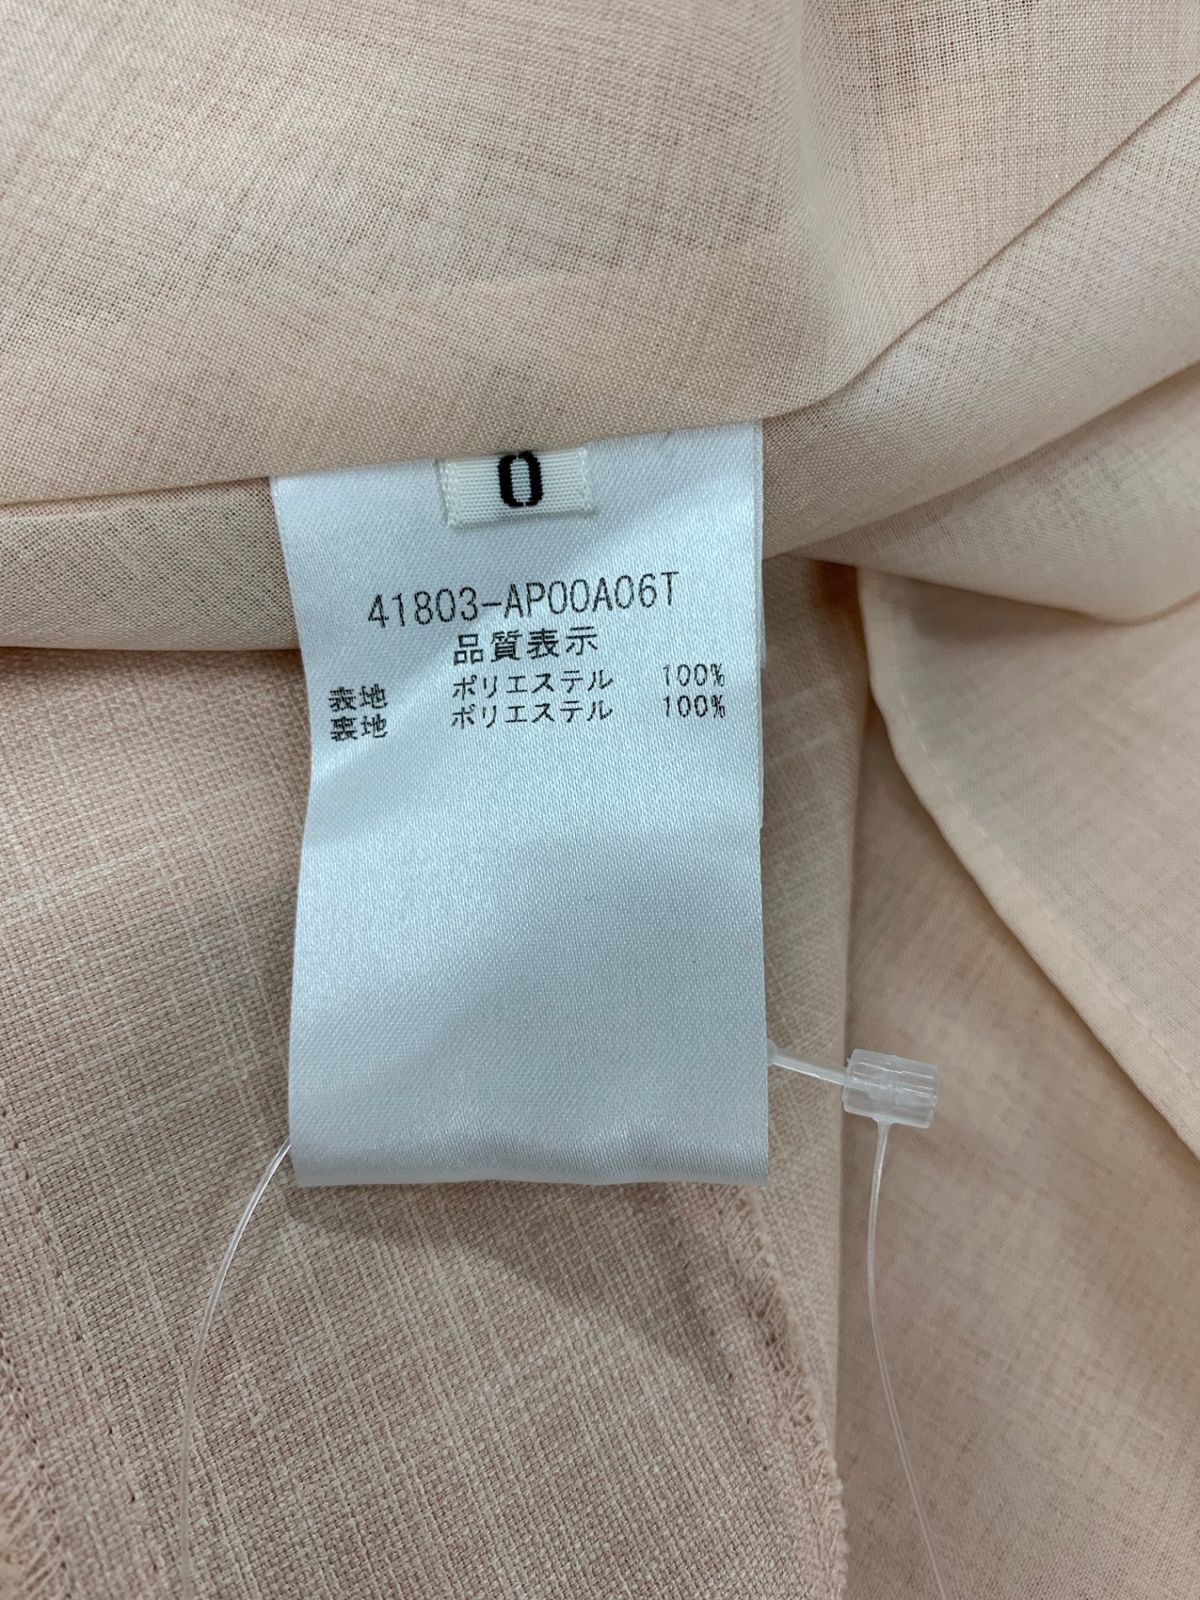 0
41803-AP00A06T
品質表示
表地 ポリエステル 100%
裏地 ポリエステル 100%